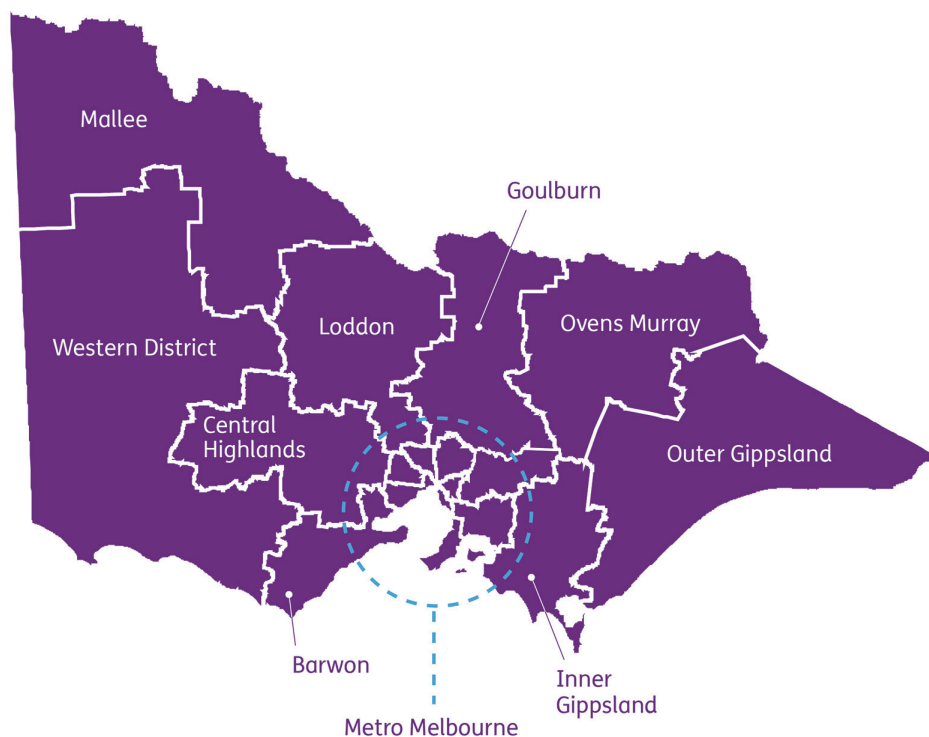 Mallee
Goulburn
Loddon
Ovens Murray
Western District
Central
Highlands
Outer Gippsland
Barwon
Inner
Gippsland
Metro Melbourne